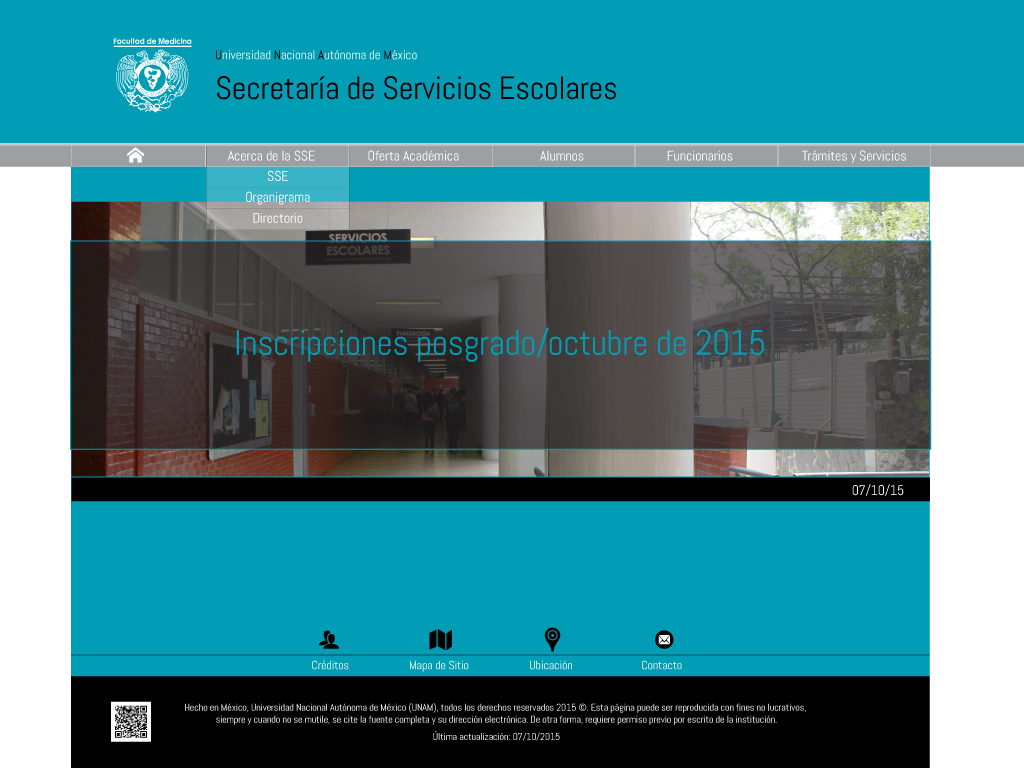 Facultad de Medicina
Universidad Nacional Autónoma de México
Secretaría de Servicios Escolares
Acerca de la SSE
Oferta Académica
Alumnos
Funcionarios
Trámites y Servicios
SSE
Organigrama
Directorio
SERVICIOS
ESCOLARES
EVALUACIÓN
Inscripciones posgrado/octubre de 2015
07/10/15
Créditos
Mapa de Sitio
Ubicación
Contacto
Hecho en México, Universidad Nacional Autónoma de México (UNAM), todos los derechos reservados 2015 ©. Esta página puede ser reproducida con fines no lucrativos,
siempre y cuando no se mutile, se cite la fuente completa y su dirección electrónica. De otra forma, requiere permiso previo por escrito de la institución.
Última actualización: 07/10/2015